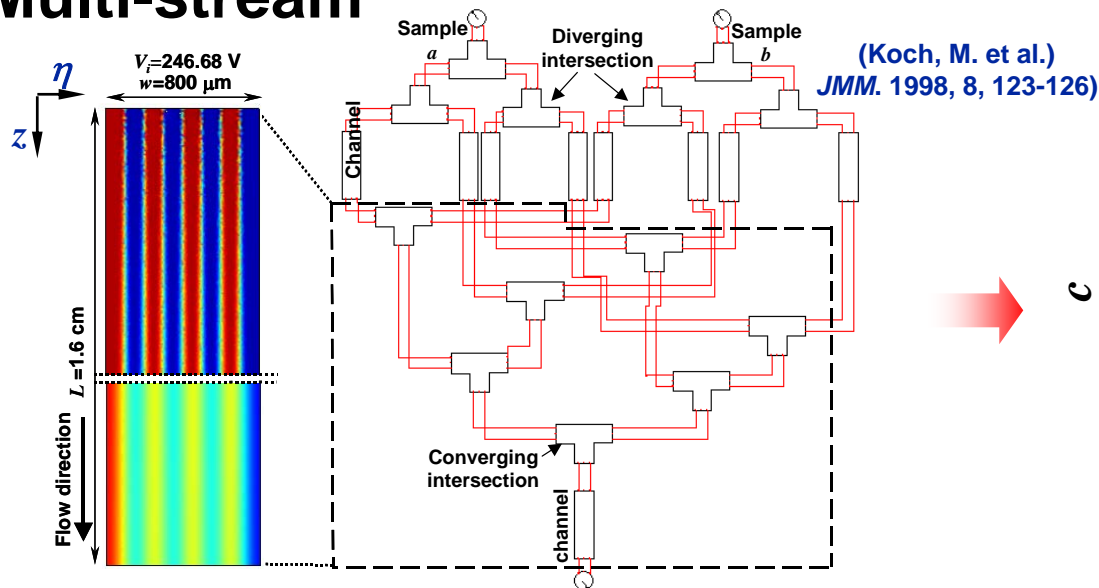 Multi-stream
η
z
V_i=246.68 V
w=800 μm
L=1.6 cm
Flow direction
Sample
a
Diverging
intersection
Sample
b
(Koch, M. et al.)
JMM. 1998, 8, 123-126)
Channel
Converging
intersection
channel
c